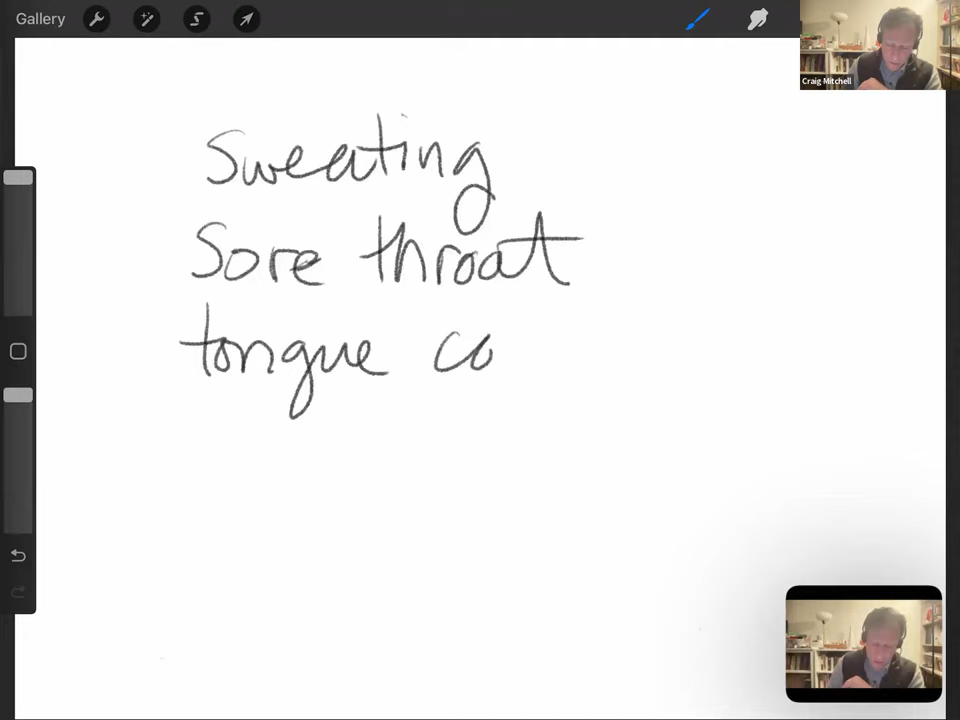 Gallery
Craig Mitchell
Sweating
Sore throat
tongue co